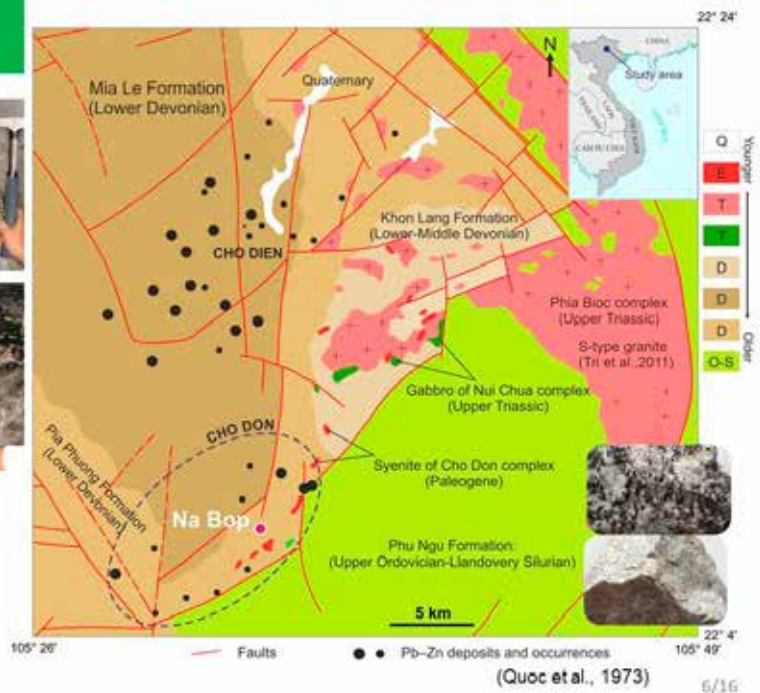 22° 24'
N
CHINA
Study area
LAOS
THAILAND
CAMPUCHIA
VIETNAM
Mia Le Formation
(Lower Devonian)
Quaternary
Younger
Q
E
T
T
D
D
D
O-S
Older
Khon Lang Formation
(Lower-Middle Devonian)
CHO DIEN
Phia Bioc complex
(Upper Triassic)
S-type granite
(Tri et al.,2011)
Gabbro of Nui Chua complex
(Upper Triassic)
CHO DON
Pia Phuong Formation
(Lower Devonian)
Syenite of Cho Don complex
(Paleogene)
Na Bop
Phu Ngu Formation:
(Upper Ordovician-Llandovery Silurian)
5 km
22° 4'
105° 26'
105° 49'
Faults
Pb-Zn deposits and occurrences
(Quoc et al., 1973)
6/16